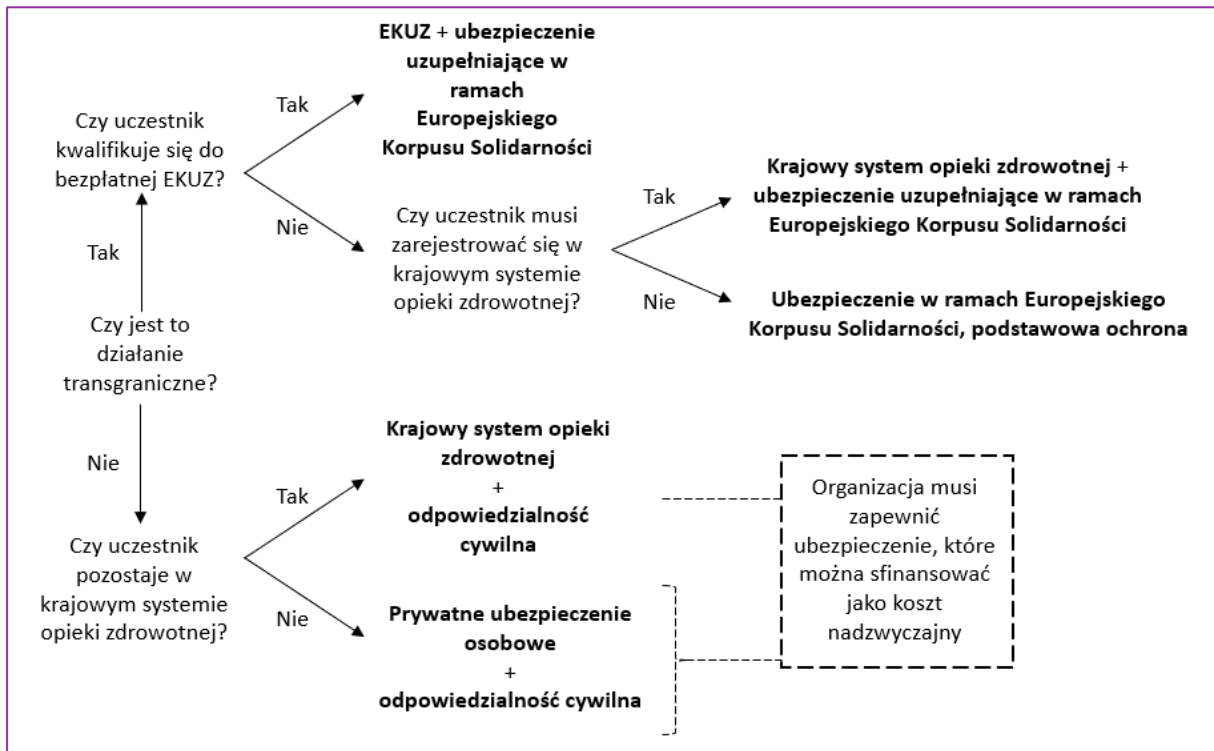 EKUZ + ubezpieczenie
uzupełniające w
ramach
Europejskiego
Korpusu Solidarności
Tak
Czy uczestnik
kwalifikuje się do
bezpłatnej EKUZ?
Nie
Czy uczestnik musi
zarejestrować się w
krajowym systemie
opieki zdrowotnej?
Tak
Krajowy system opieki zdrowotnej +
ubezpieczenie uzupełniające w ramach
Europejskiego Korpusu Solidarności
Nie
Ubezpieczenie w ramach Europejskiego
Korpusu Solidarności, podstawowa ochrona
Tak
Czy jest to
działanie
transgraniczne?
Nie
Czy uczestnik
pozostaje w
krajowym systemie
opieki zdrowotnej?
Tak
Krajowy system opieki
zdrowotnej
+
odpowiedzialność
cywilna
Nie
Prywatne ubezpieczenie
osobowe
+
odpowiedzialność cywilna
Organizacja musi
zapewnić
ubezpieczenie, które
można sfinansować
jako koszt
nadzwyczajny